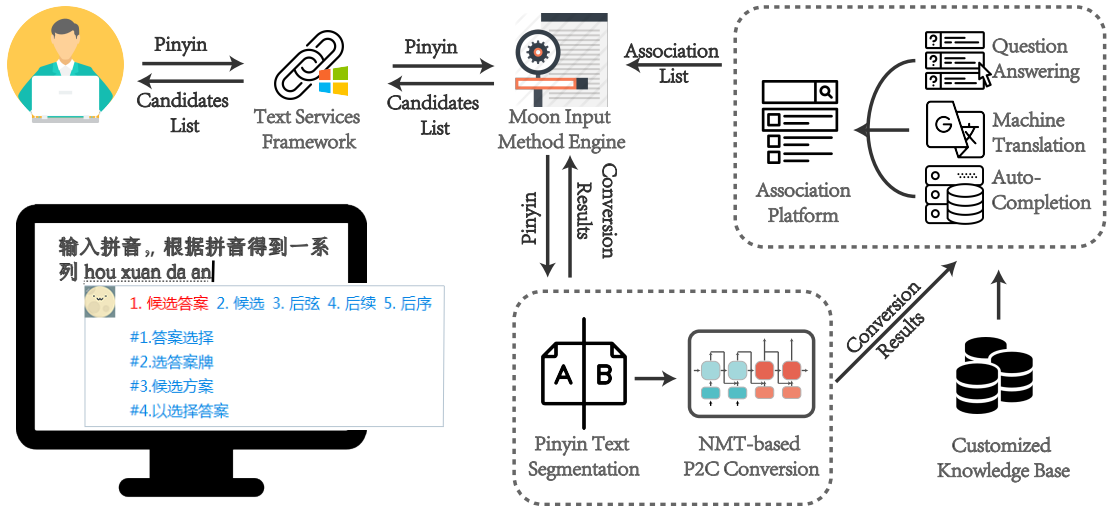 Pinyin
Candidates
List
Text Services
Framework
Pinyin
Candidates
List
Moon Input
Method Engine
Association
List
Association
Platform
?
?
?
Question
Answering
G
文
Machine
Translation
Auto-
Completion
Pinyin
Conversion
Results
输入拼音，, 根据拼音得到一系
列 hou xuan da an
1. 候选答案 2. 候选 3. 后弦 4. 后续 5. 后序
#1.答案选择
#2.选答案牌
#3.候选方案
#4.以选择答案
A B
Pinyin Text
Segmentation
NMT-based
P2C Conversion
Conversion
Results
Customized
Knowledge Base